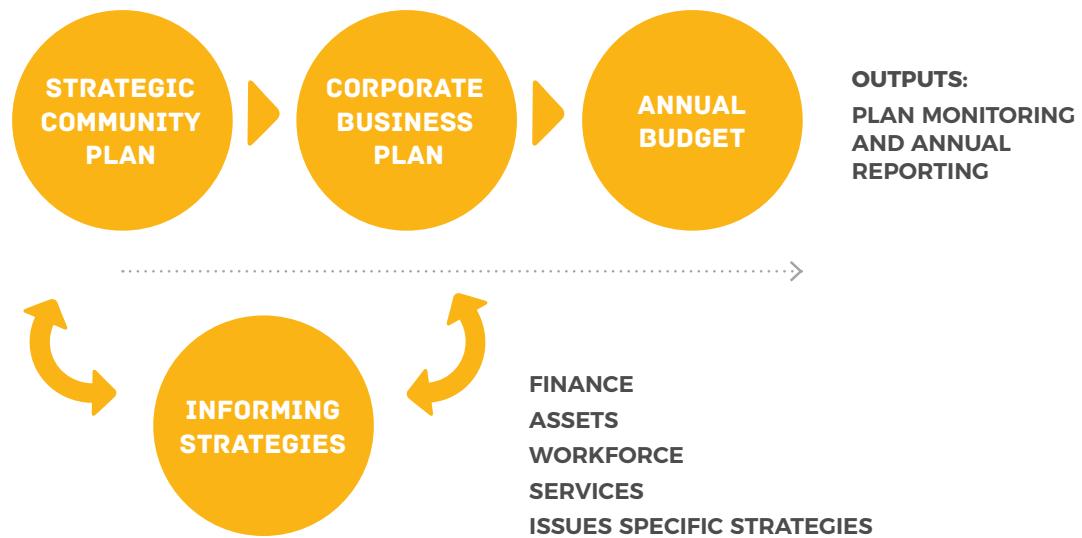 STRATEGIC
COMMUNITY
PLAN
CORPORATE
BUSINESS
PLAN
ANNUAL
BUDGET
OUTPUTS:
PLAN MONITORING
AND ANNUAL
REPORTING
INFORMING
STRATEGIES
FINANCE
ASSETS
WORKFORCE
SERVICES
ISSUES SPECIFIC STRATEGIES